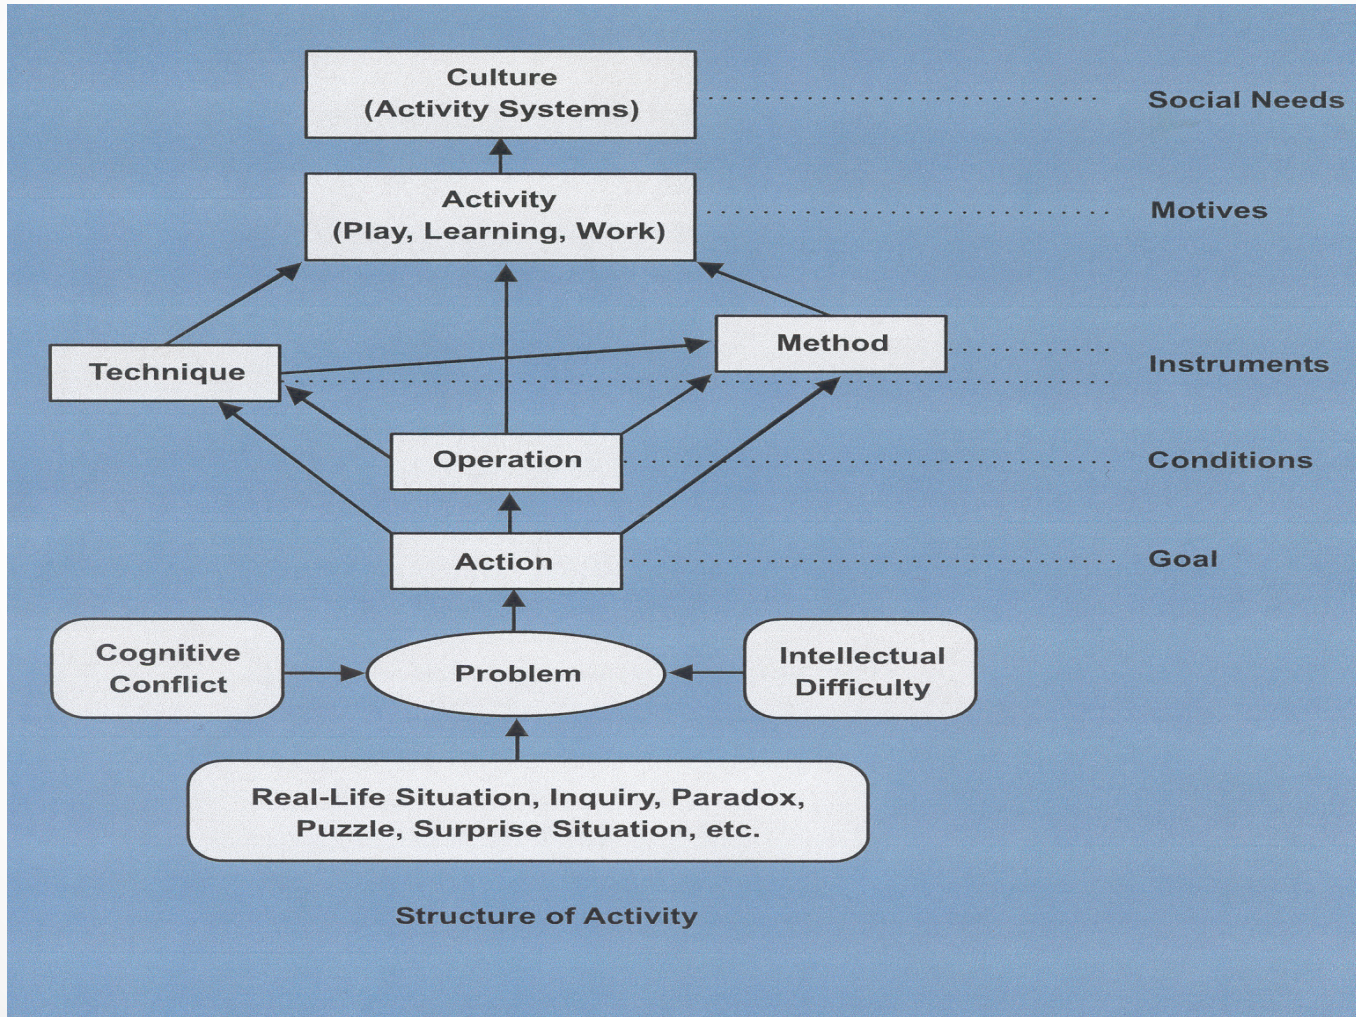 Culture
(Activity Systems)
Social Needs
Activity
(Play, Learning, Work)
Motives
Technique
Method
Instruments
Operation
Conditions
Action
Goal
Cognitive
Conflict
Problem
Intellectual
Difficulty
Real-Life Situation, Inquiry, Paradox,
Puzzle, Surprise Situation, etc.
Structure of Activity